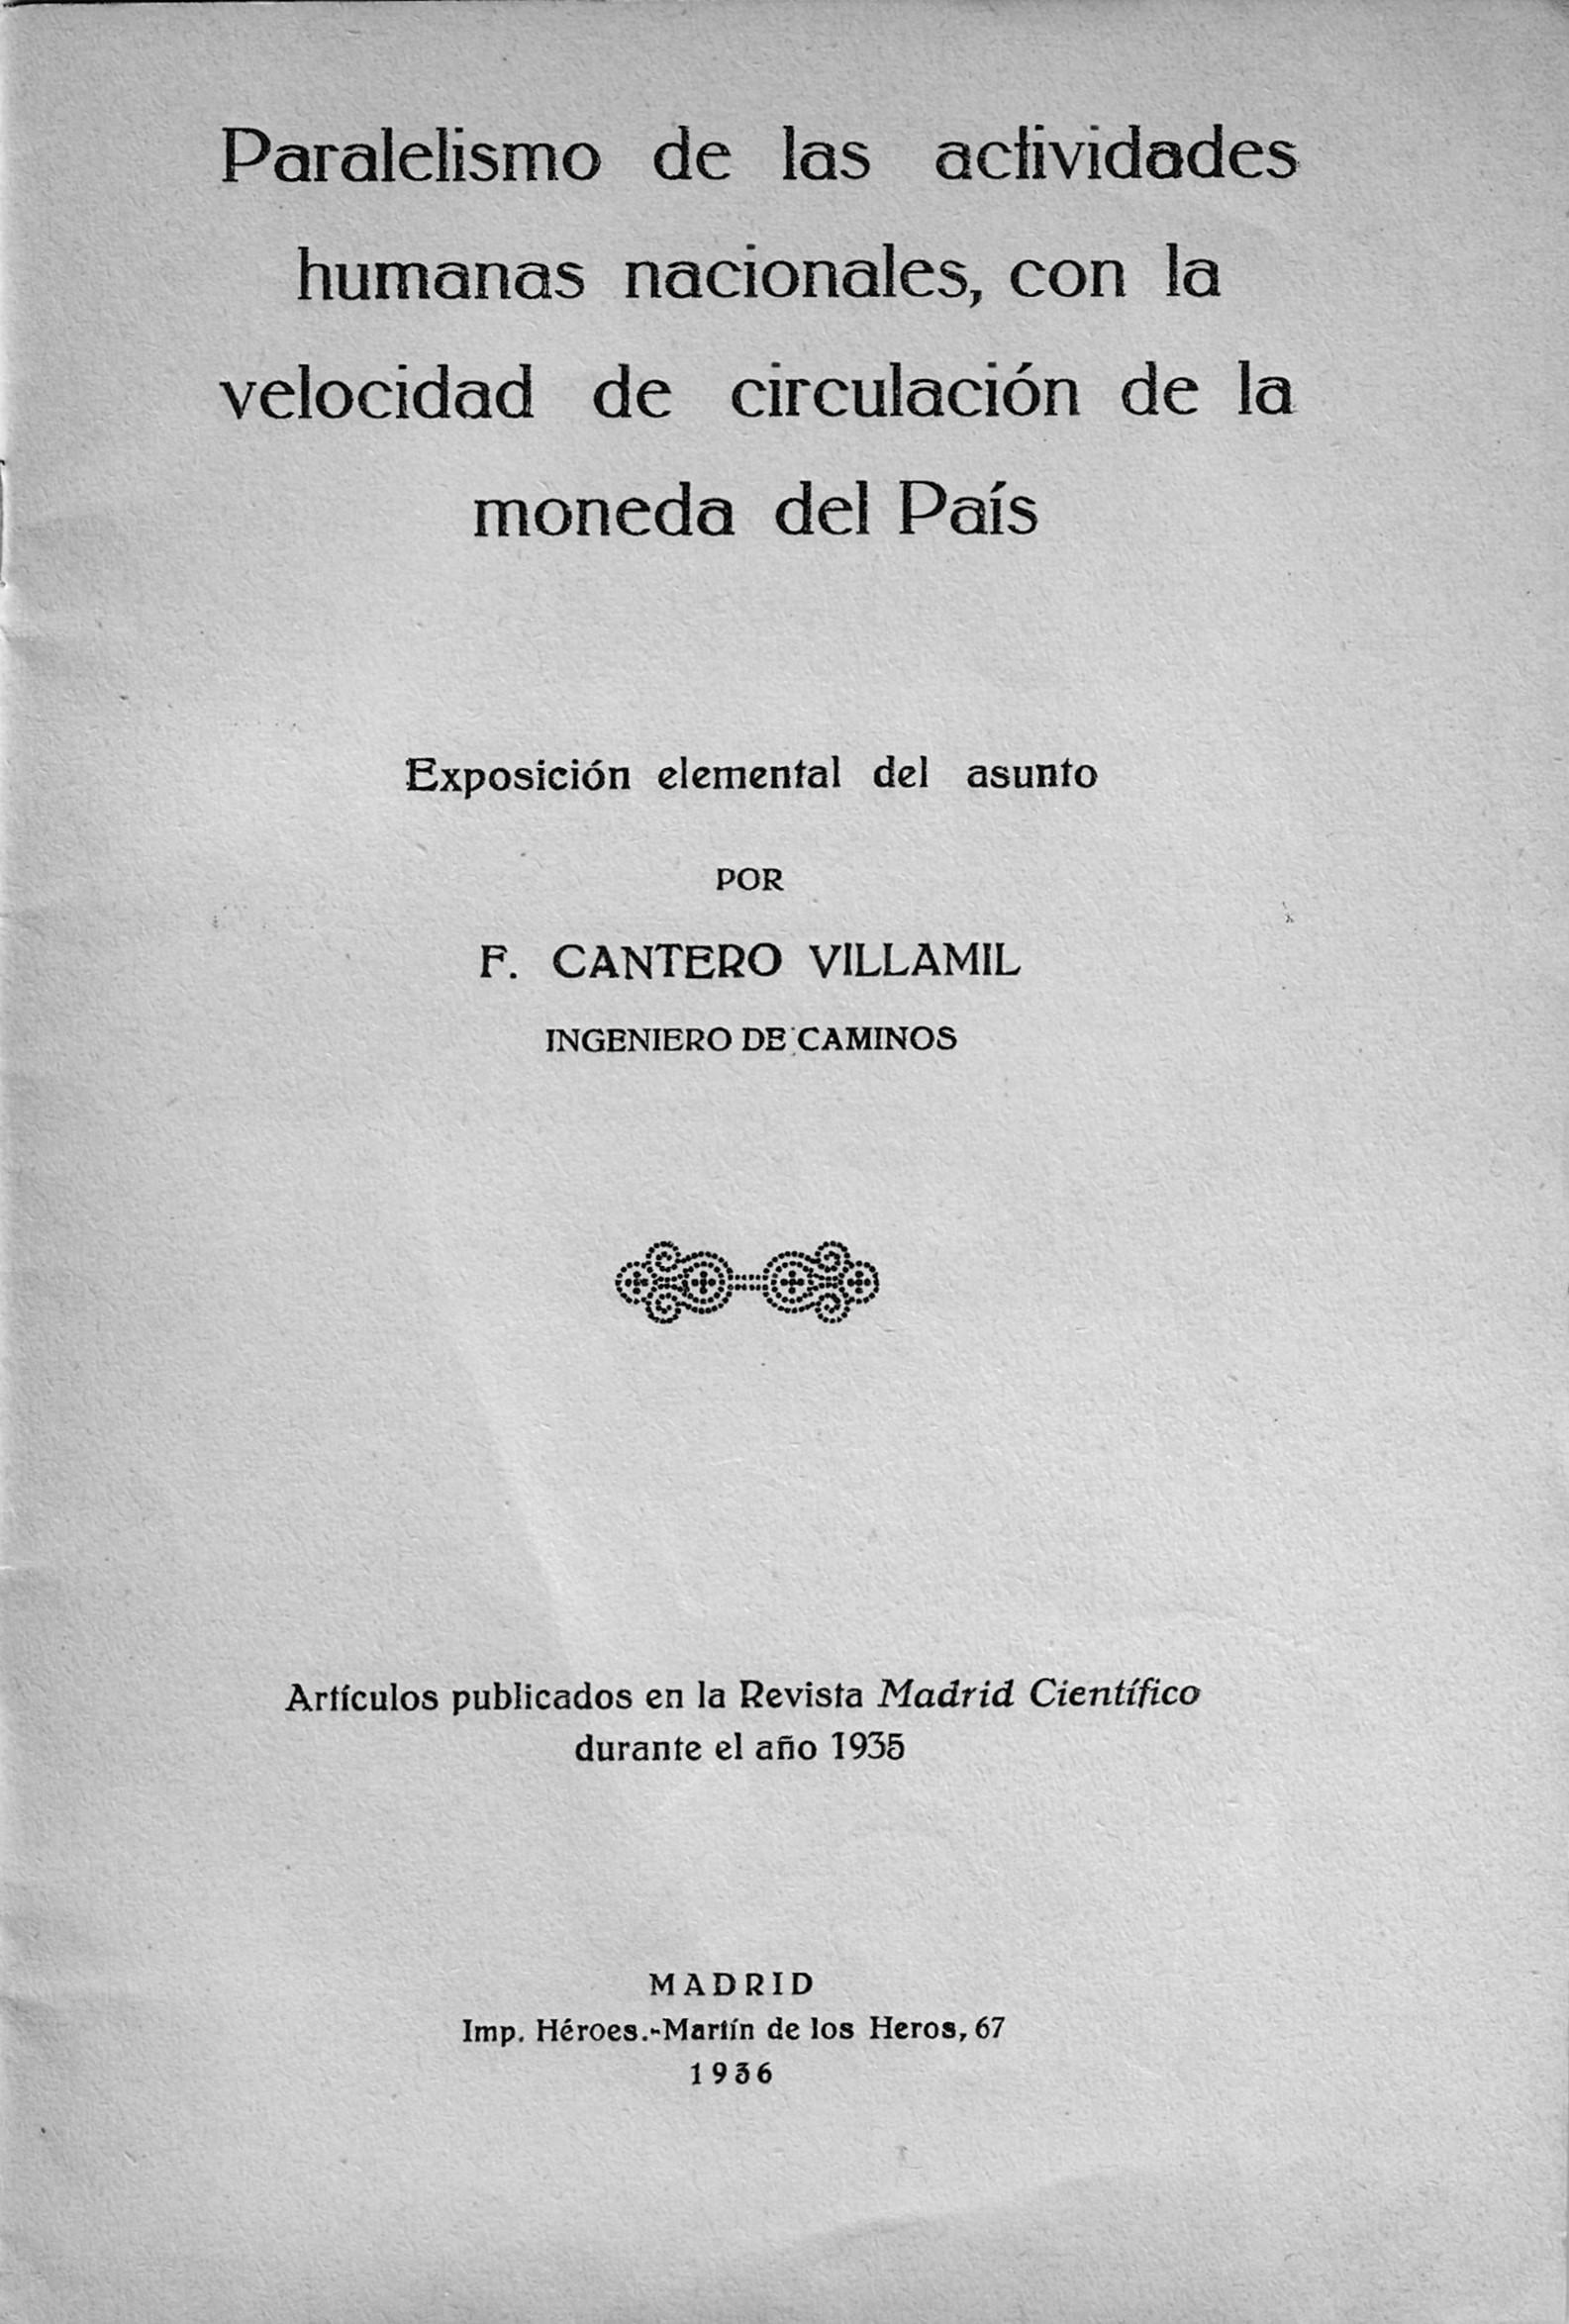 Paralelismo de las actividades
humanas nacionales, con la
velocidad de circulación de la
moneda del País
Exposición elemental del asunto
POR
F. CANTERO VILLAMIL
INGENIERO DE CAMINOS
Artículos publicados en la Revista Madrid Científico
durante el año 1935
MADRID
Imp. Héroes.-Martín de los Heros, 67
1936